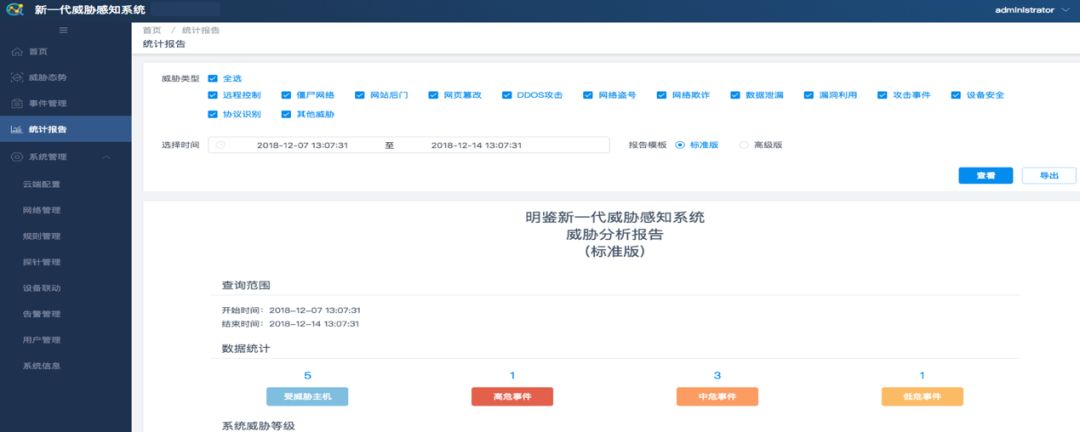 新一代威胁感知系统
administrator
首页
威胁态势
事件管理
统计报告
系统管理
云端配置
网络管理
规则管理
探针管理
设备联动
告警管理
用户管理
系统信息
首页 / 统计报告
统计报告
威胁类型 全选
远程控制 僵尸网络 网站后门 网页篡改 DDOS攻击 网络盗号 网络欺诈 数据泄漏 漏洞利用 攻击事件 设备安全
协议识别 其他威胁
选择时间 2018-12-07 13:07:31 至 2018-12-14 13:07:31 报告模板 标准版 高级版
查看 导出
明鉴新一代威胁感知系统
威胁分析报告
(标准版)
查询范围
开始时间: 2018-12-07 13:07:31
结束时间: 2018-12-14 13:07:31
数据统计
5 1 3 1
受威胁主机 高危事件 中危事件 低危事件
系统威胁等级